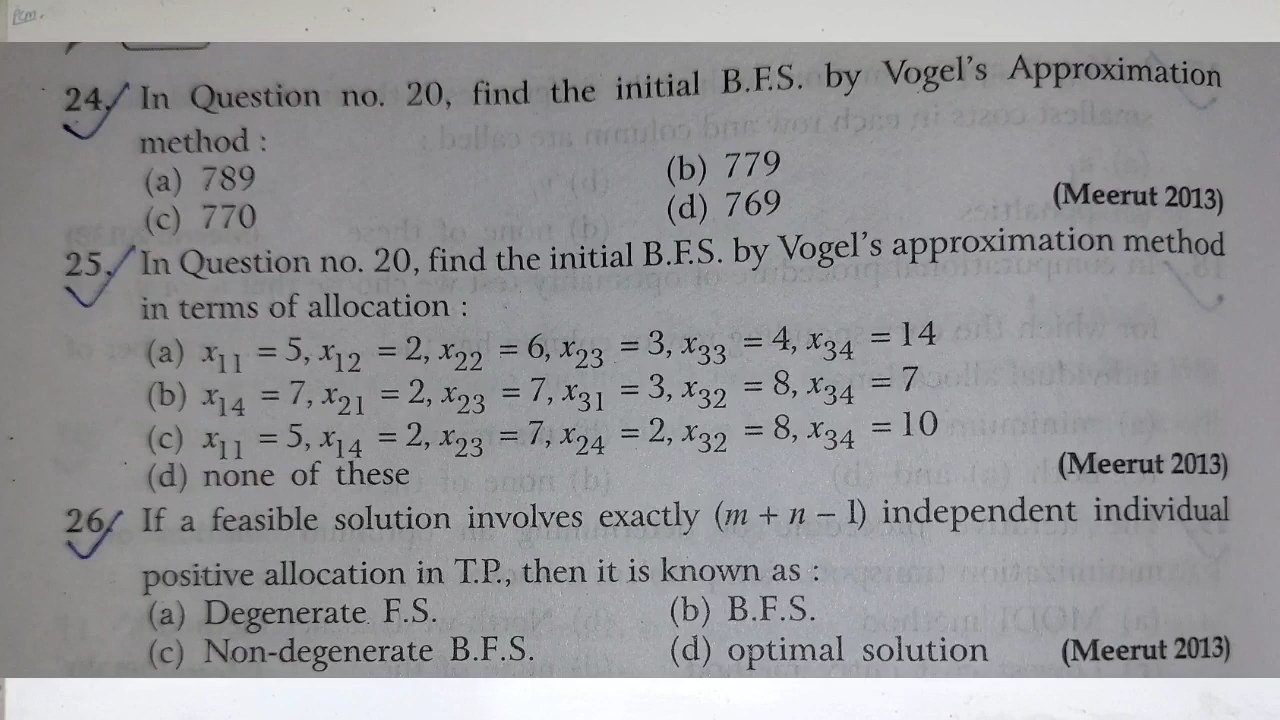 Pcm.
24. In Question no. 20, find the initial B.F.S. by Vogel's Approximation
method :
(a) 789 (b) 779
(c) 770 (d) 769 (Meerut 2013)
25. In Question no. 20, find the initial B.F.S. by Vogel's approximation method
in terms of allocation :
(a) x₁₁ = 5, x₁₂ = 2, x₂₂ = 6, x₂₃ = 3, x₃₃ = 4, x₃₄ = 14
(b) x₁₄ = 7, x₂₁ = 2, x₂₃ = 7, x₃₁ = 3, x₃₂ = 8, x₃₄ = 7
(c) x₁₁ = 5, x₁₄ = 2, x₂₃ = 7, x₂₄ = 2, x₃₂ = 8, x₃₄ = 10
(d) none of these (Meerut 2013)
26. If a feasible solution involves exactly (m + n − 1) independent individual
positive allocation in T.P., then it is known as :
(a) Degenerate F.S. (b) B.F.S.
(c) Non-degenerate B.F.S. (d) optimal solution (Meerut 2013)